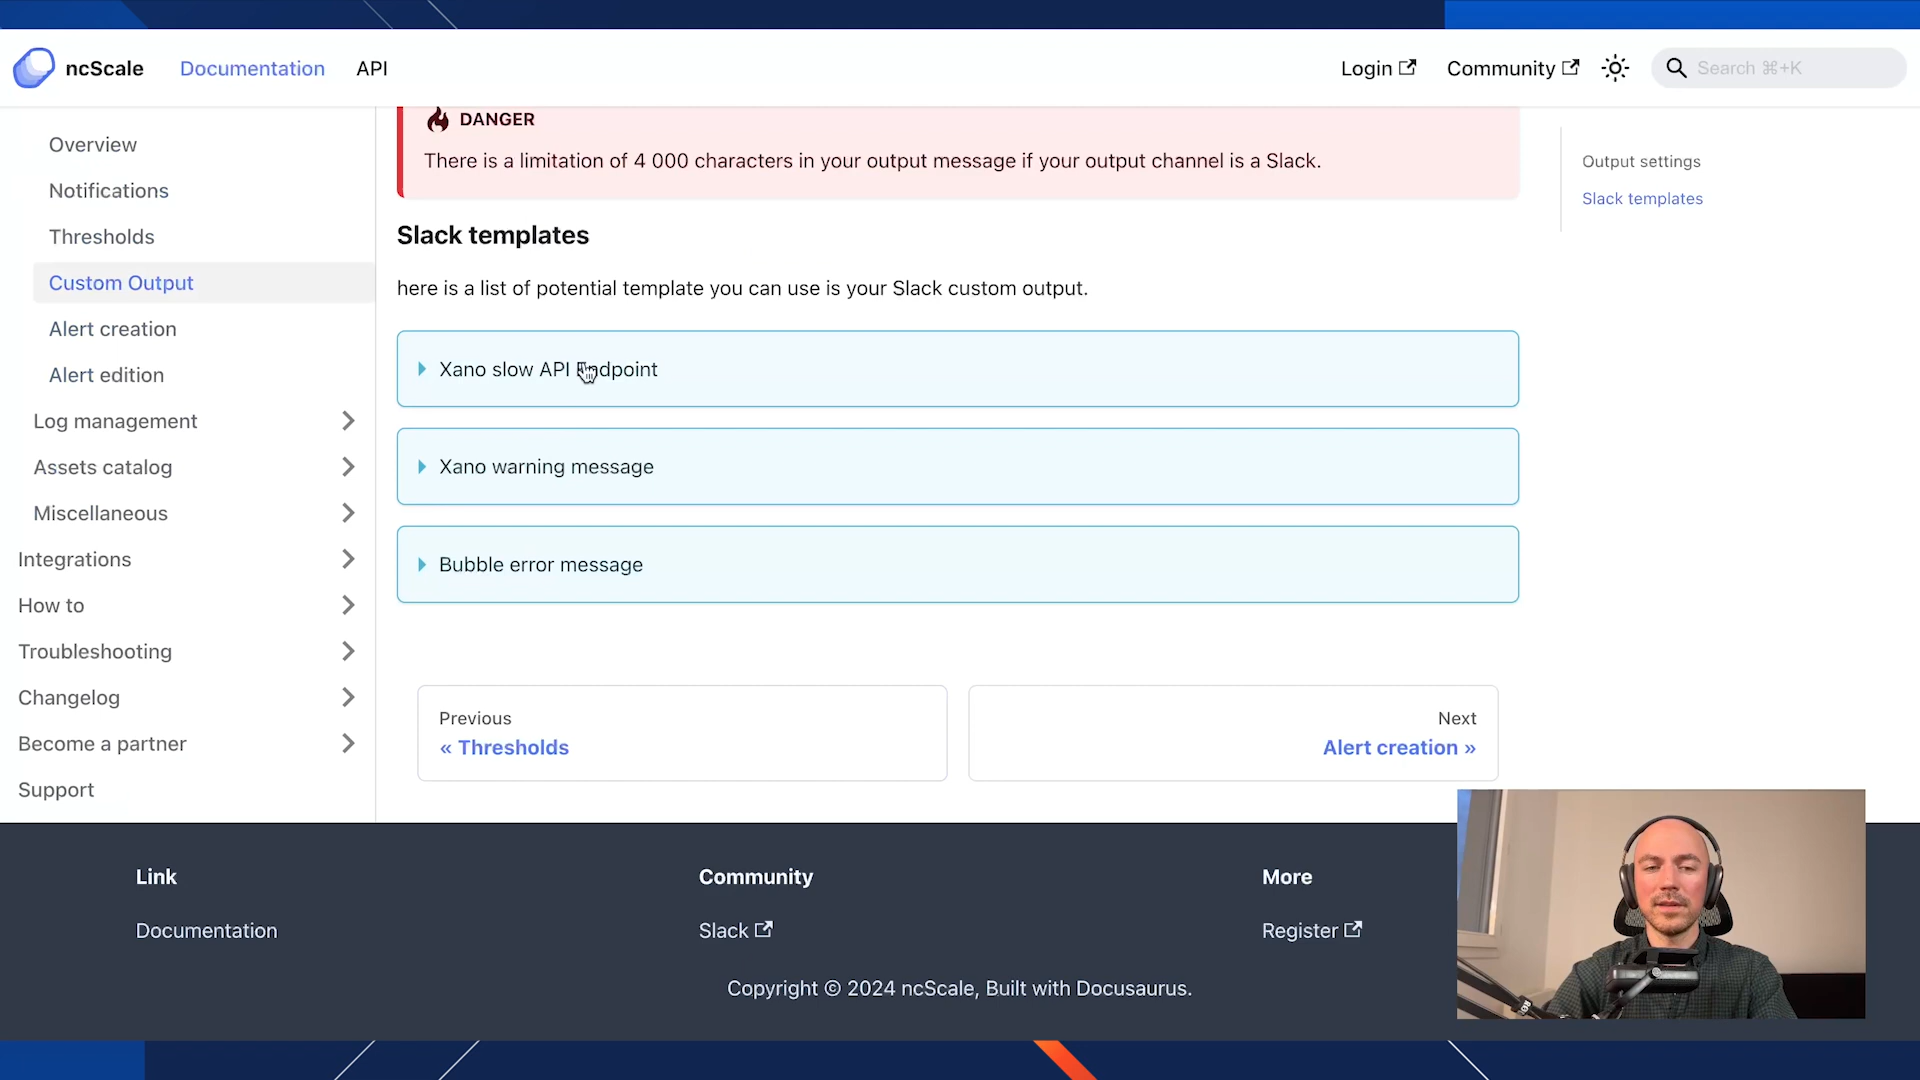 ncScale
Documentation
API
Login
Community
Search ⌘+K
Overview
Notifications
Thresholds
Custom Output
Alert creation
Alert edition
Log management
Assets catalog
Miscellaneous
Integrations
How to
Troubleshooting
Changelog
Become a partner
Support
DANGER
There is a limitation of 4 000 characters in your output message if your output channel is a Slack.
Slack templates
here is a list of potential template you can use is your Slack custom output.
Xano slow API Endpoint
Xano warning message
Bubble error message
Previous
« Thresholds
Next
Alert creation »
Output settings
Slack templates
Link
Documentation
Community
Slack
More
Register
Copyright © 2024 ncScale, Built with Docusaurus.